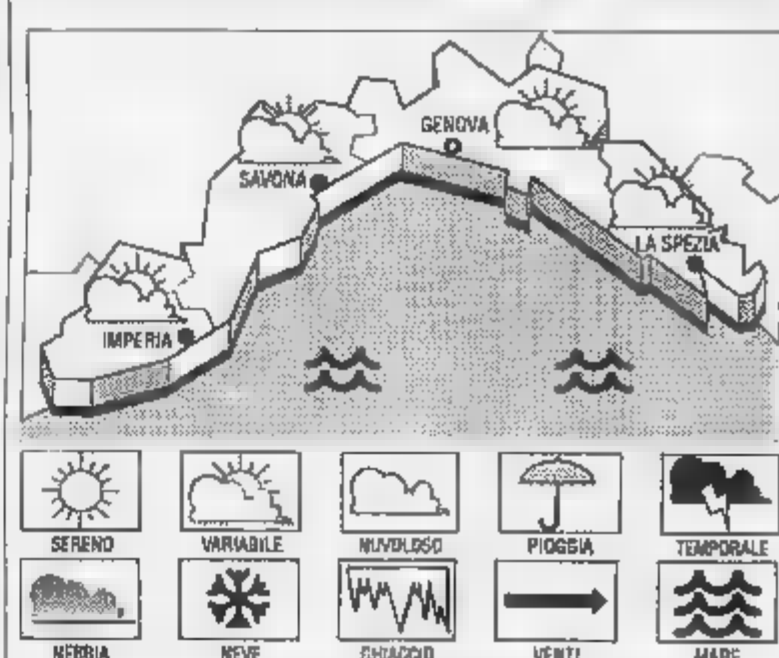 GENOVA
SAVONA
LA SPEZIA
IMPERIA
SERENO VARIABILE NUVOLOSO PIOGGIA TEMPORALE
NEBBIA NEVE GHIACCIO VENTI MARE